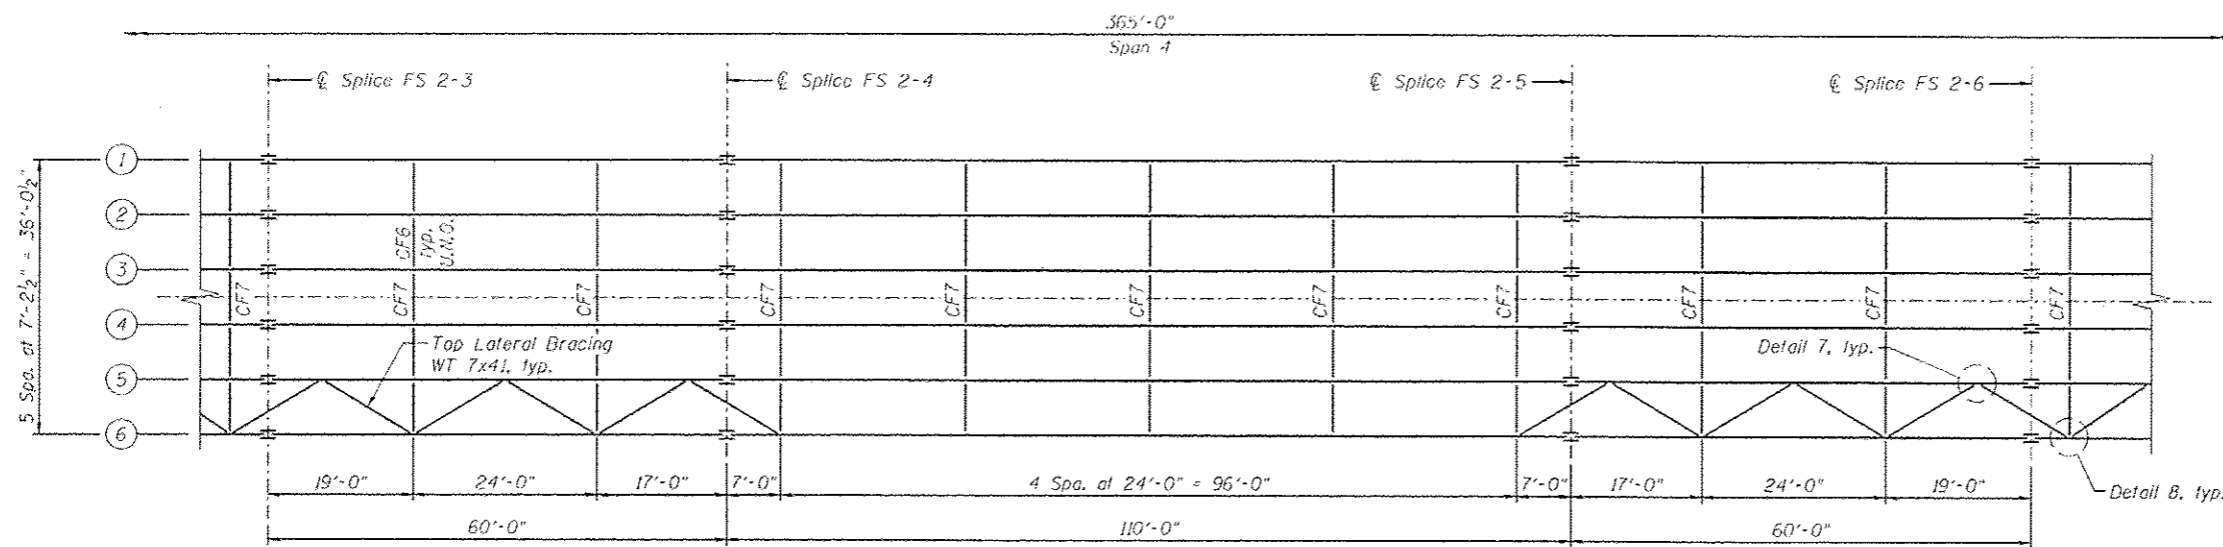 365'-0"
Span 4
℄ Splice FS 2-3
℄ Splice FS 2-4
℄ Splice FS 2-5
℄ Splice FS 2-6
1
2
3
4
5
6
5 Spa. at 7'-2½" = 36'-0½"
CF6
typ.
U.N.O.
CF7
CF7
CF7
CF7
CF7
CF7
CF7
CF7
CF7
CF7
CF7
Top Lateral Bracing
WT 7x41, typ.
Detail 7, typ.
Detail 8, typ.
19'-0"
24'-0"
17'-0"
7'-0"
4 Spa. at 24'-0" = 96'-0"
7'-0"
17'-0"
24'-0"
19'-0"
60'-0"
110'-0"
60'-0"